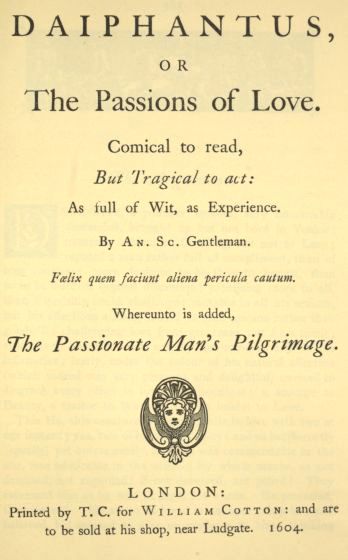 DAIPHANTUS,
OR
The Passions of Love.
Comical to read,
But Tragical to act:
As full of Wit, as Experience.
By AN. SC. Gentleman.
Fœlix quem faciunt aliena pericula cautum.
Whereunto is added,
The Passionate Man's Pilgrimage.
LONDON:
Printed by T. C. for WILLIAM COTTON: and are
to be sold at his shop, near Ludgate. 1604.